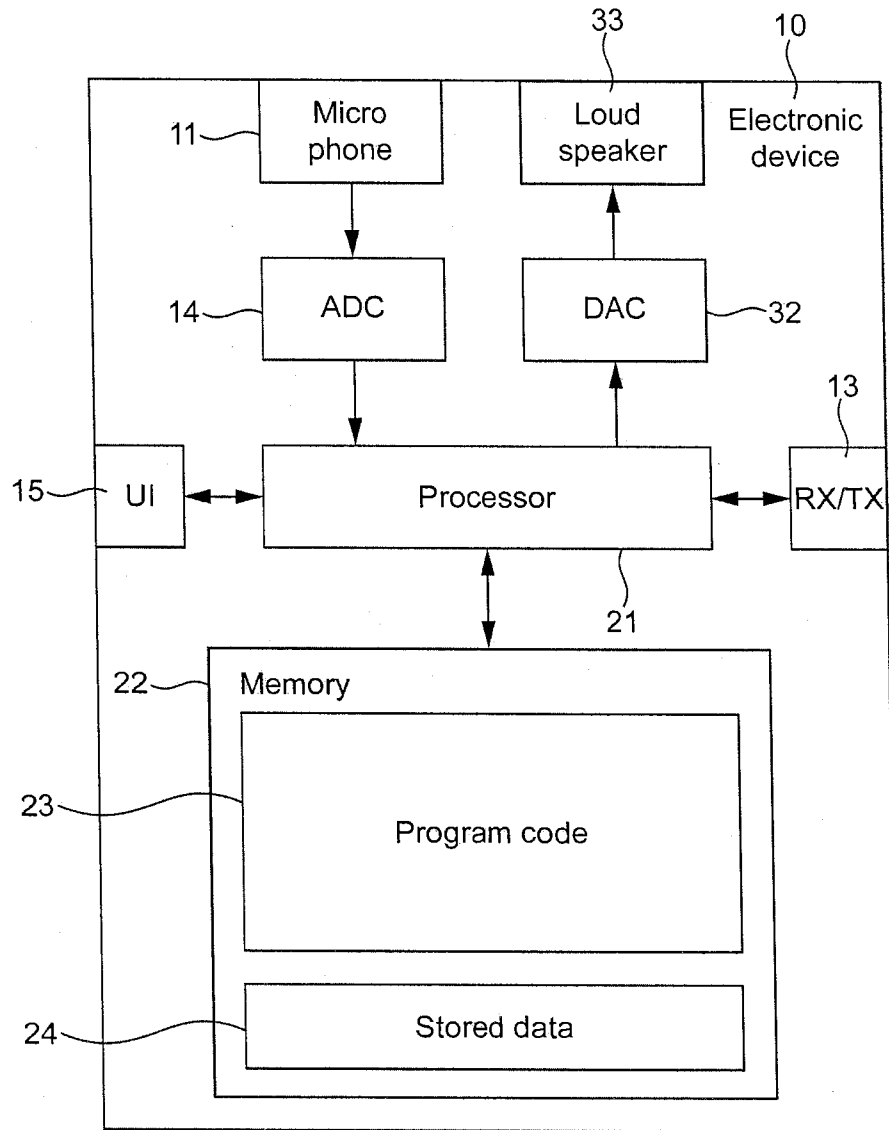 33
10
11
Micro
phone
Loud
speaker
Electronic
device
14
ADC
DAC
32
13
15
UI
Processor
RX/TX
21
22
Memory
23
Program code
24
Stored data